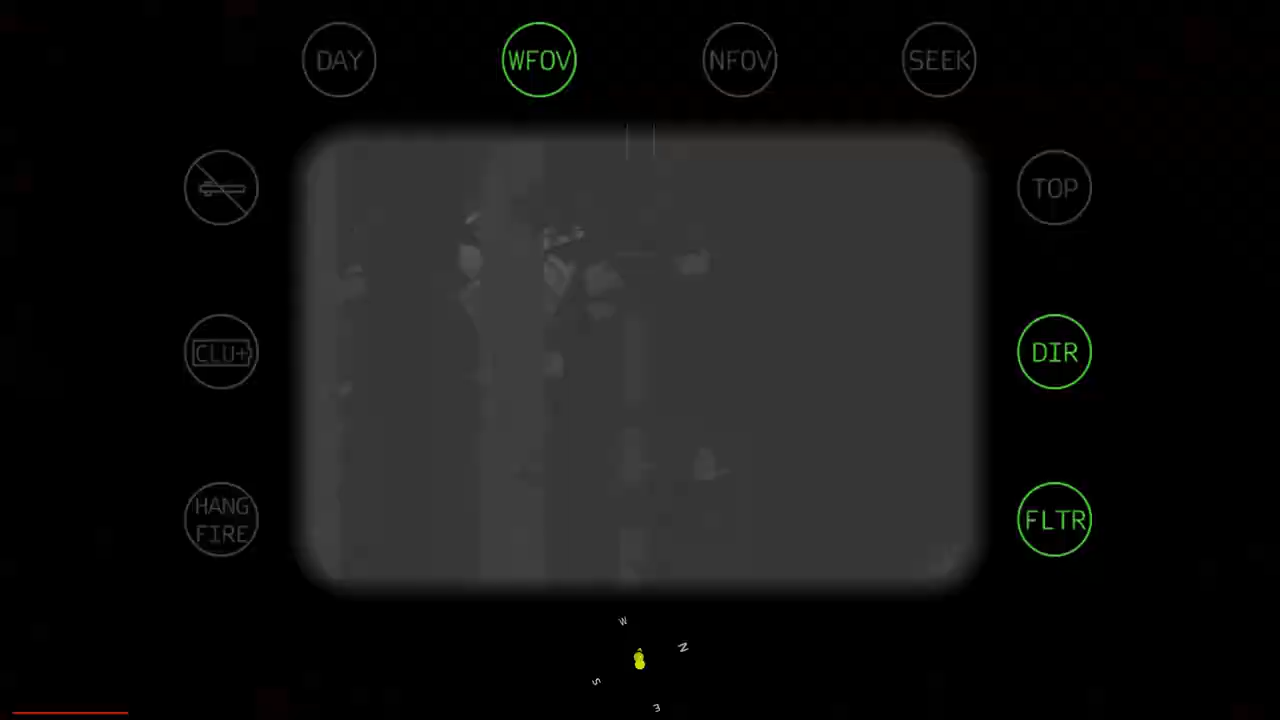 DAY
WFOV
NFOV
SEEK
TOP
CLU+
DIR
HANG
FIRE
FLTR
W
N
S
E